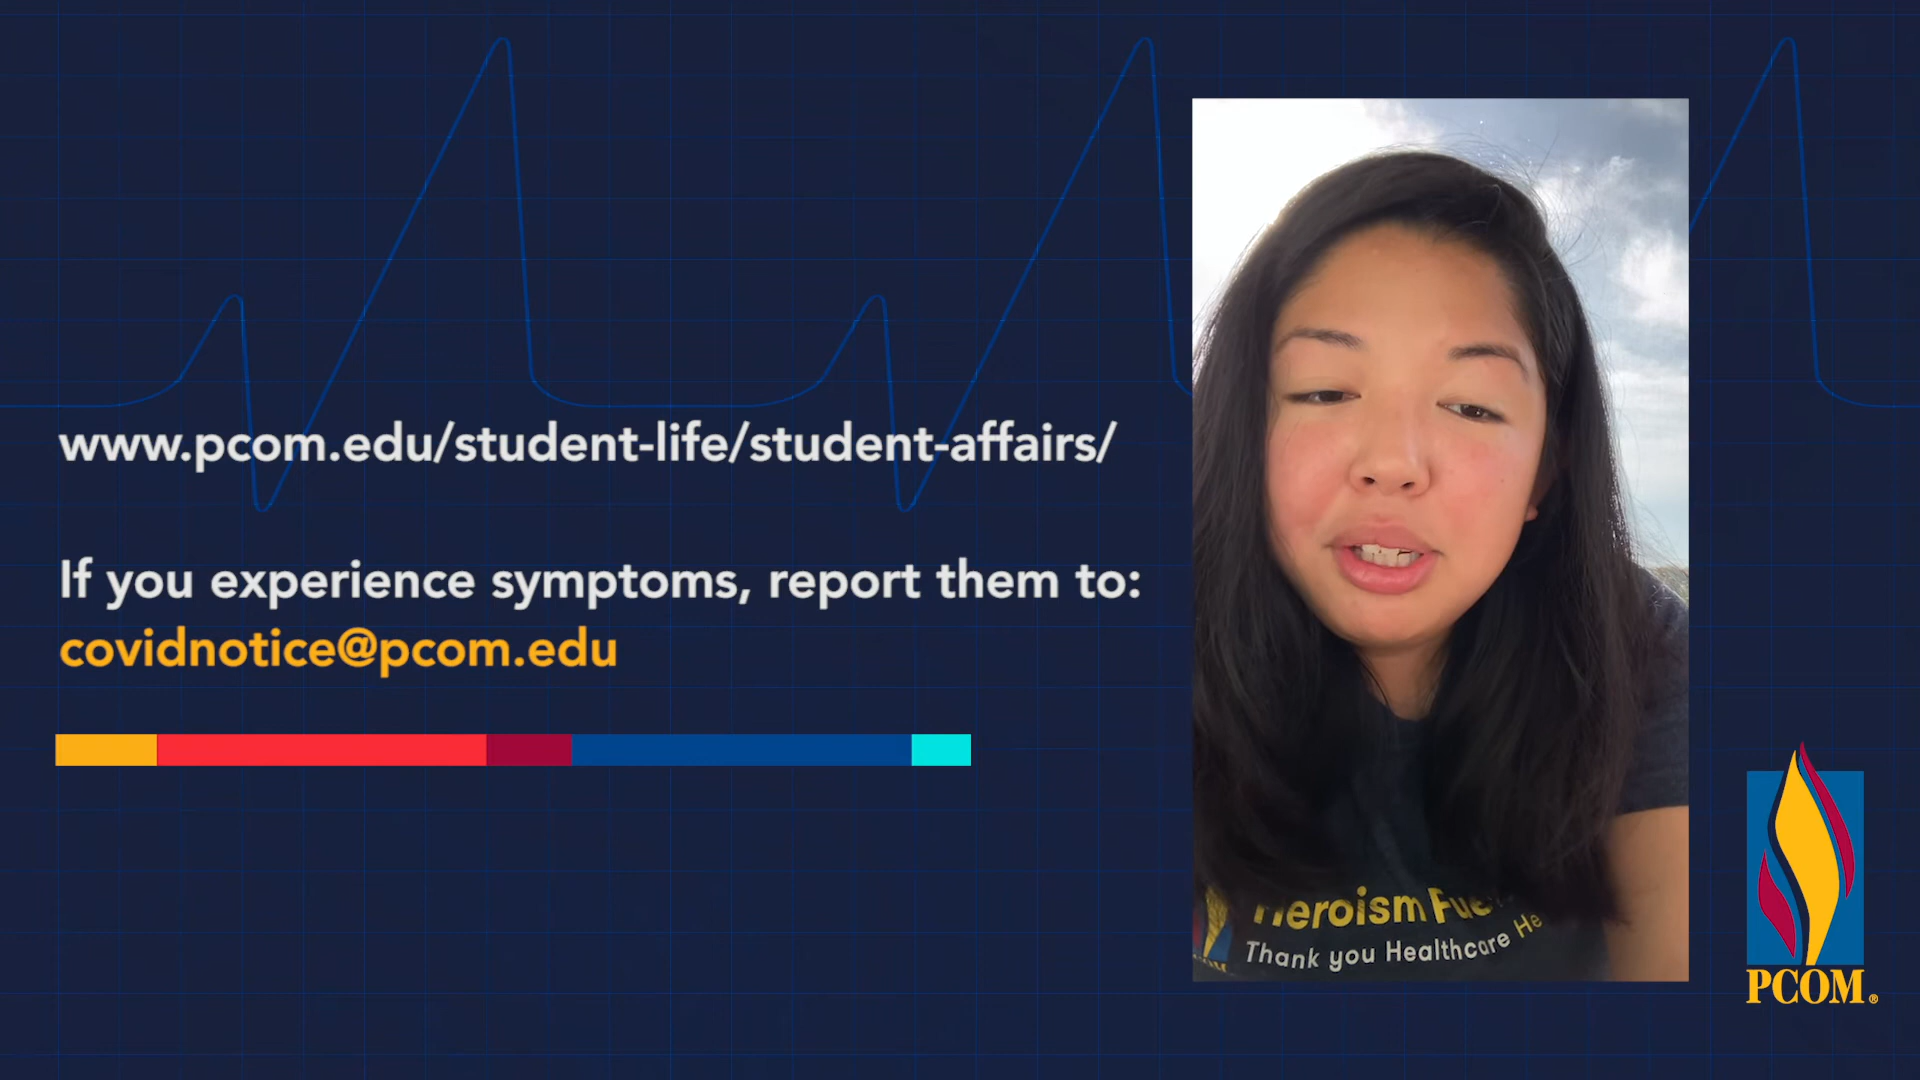 www.pcom.edu/student-life/student-affairs/
If you experience symptoms, report them to:
covidnotice@pcom.edu
Heroism
Thank you Healthcare
PCOM®